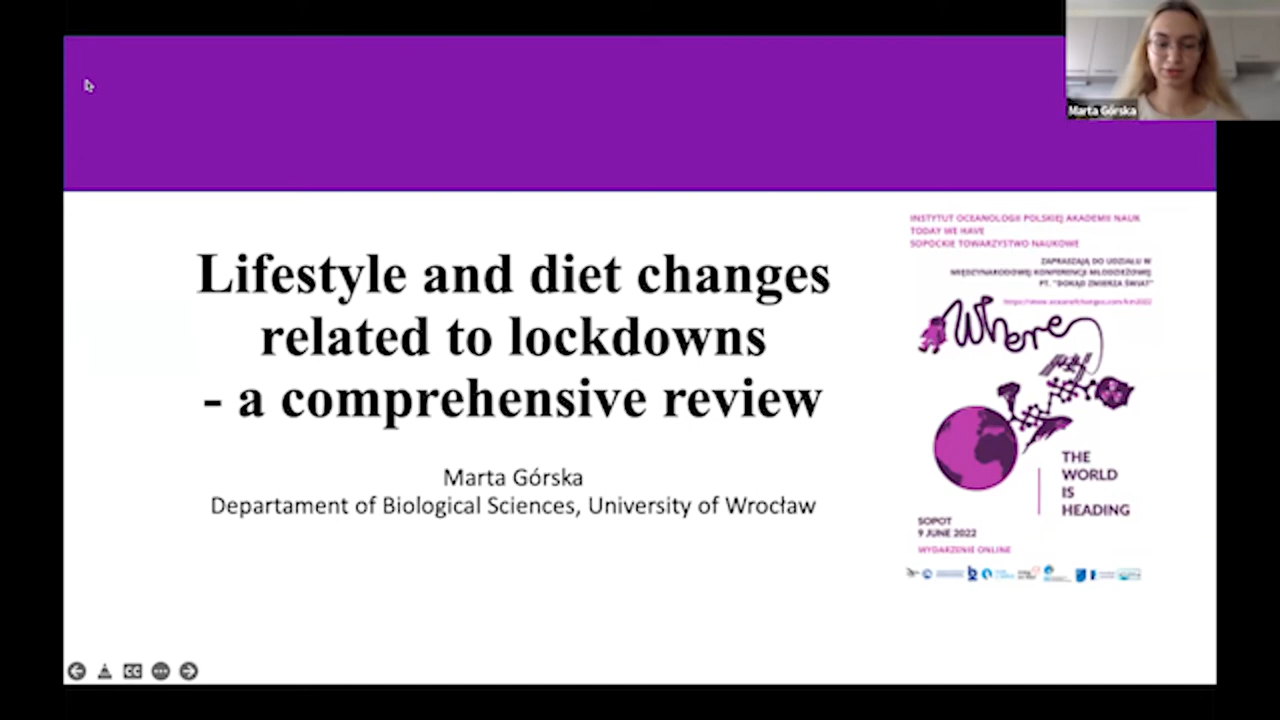 Marta Górska
Lifestyle and diet changes
related to lockdowns
- a comprehensive review
Marta Górska
Departament of Biological Sciences, University of Wrocław
INSTYTUT OCEANOLOGII POLSKIEJ AKADEMII NAUK
TODAY WE HAVE
SOPOCKIE TOWARZYSTWO NAUKOWE
ZAPRASZAJĄ DO UDZIAŁU W
MIĘDZYNARODOWEJ KONFERENCJI MŁODZIEŻOWEJ
PT. "DOKĄD ZMIERZA ŚWIAT"
Where
THE
WORLD
IS
HEADING
SOPOT
9 JUNE 2022
WYDARZENIE ONLINE
CC